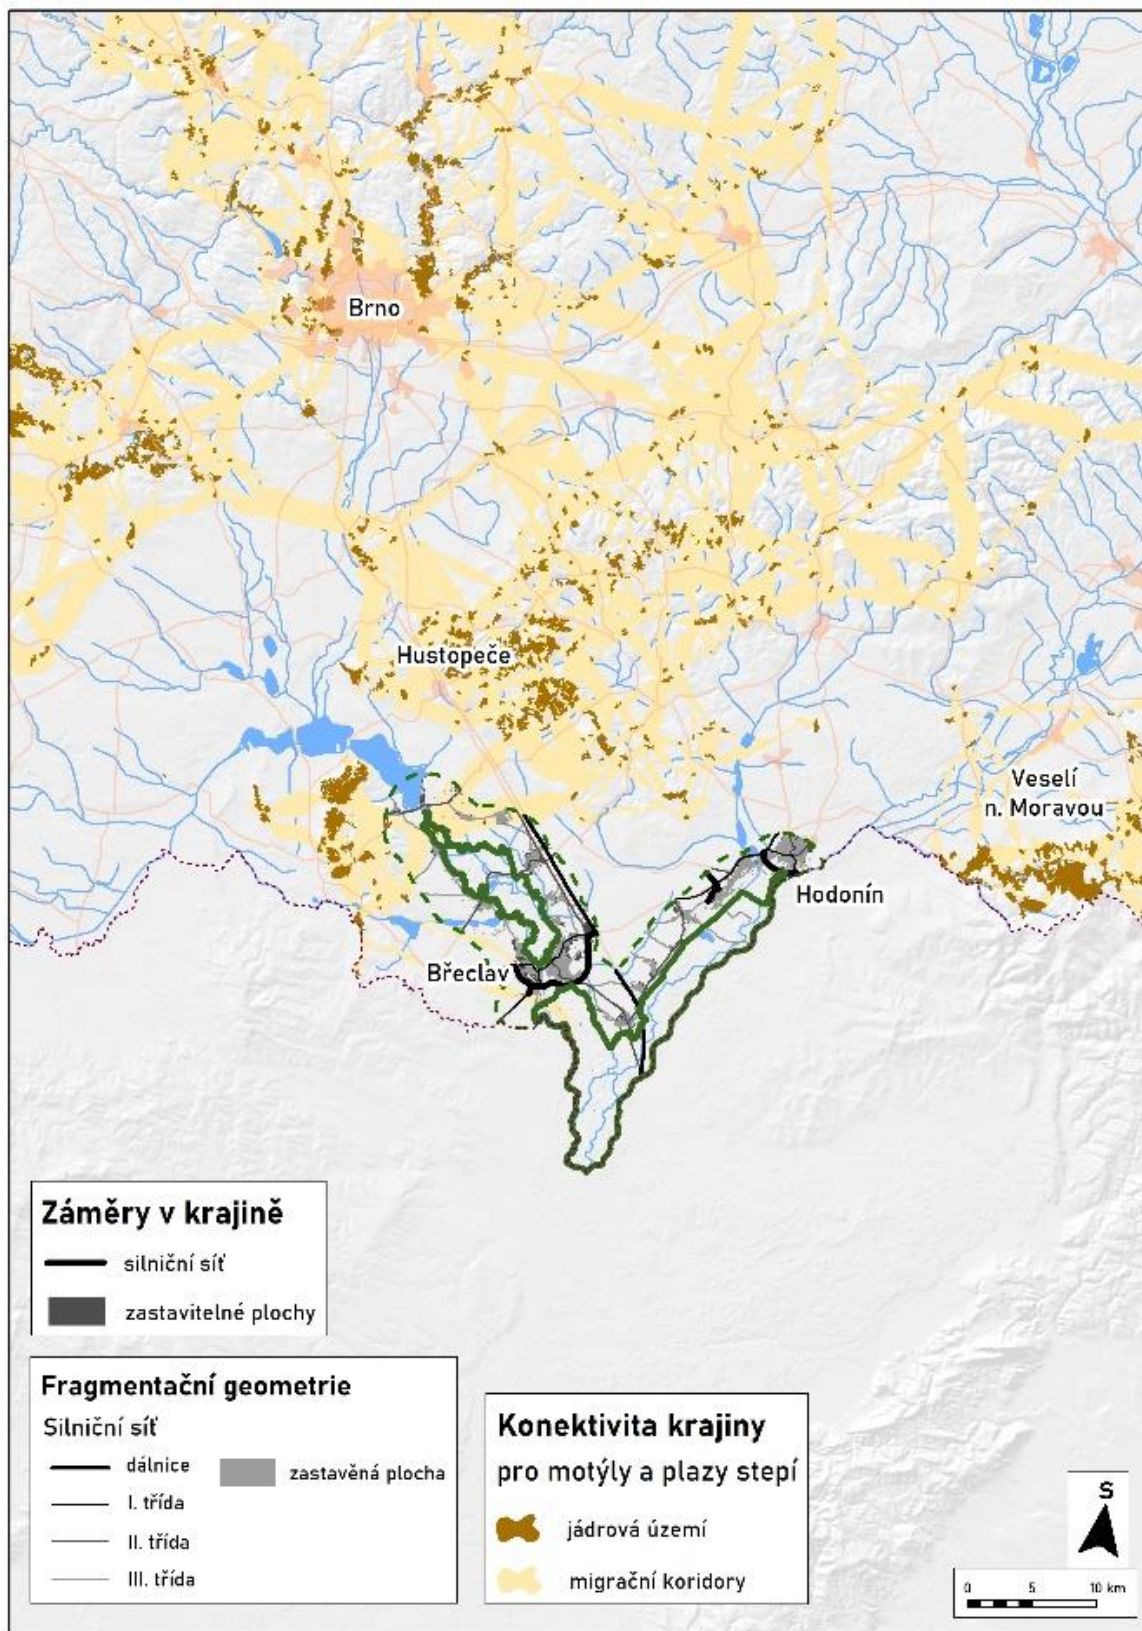 Brno
Hustopeče
Veselí
n. Moravou
Hodonín
Břeclav
Záměry v krajině
silniční síť
zastavitelné plochy
Fragmentační geometrie
Silniční síť
dálnice
zastavěná plocha
I. třída
II. třída
III. třída
Konektivita krajiny
pro motýly a plazy stepí
jádrová území
migrační koridory
S
0 5 10 km